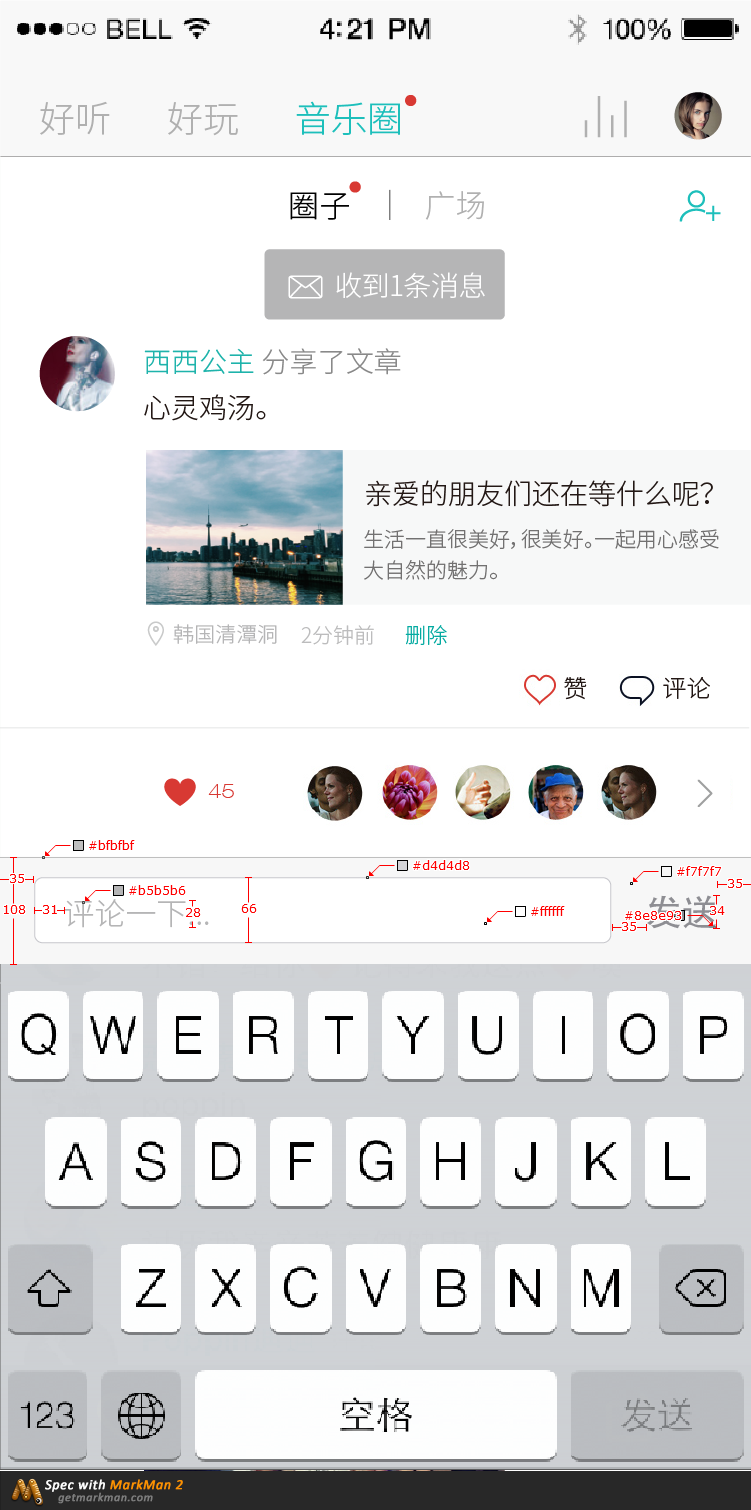 BELL 4:21 PM 100%
好听 好玩 音乐圈
圈子 | 广场
收到1条消息
西西公主 分享了文章
心灵鸡汤。
亲爱的朋友们还在等什么呢?
生活一直很美好,很美好。一起用心感受
大自然的魅力。
韩国清潭洞 2分钟前 删除
赞 评论
45
#bfbfbf
#d4d4d8
#f7f7f7
35
#b5b5b6
35
108
31
评论一下...
28
66
#ffffff
#8e8e93
发送
34
35
Q W E R T Y U I O P
A S D F G H J K L
Z X C V B N M
123 空格 发送
Spec with MarkMan 2
getmarkman.com